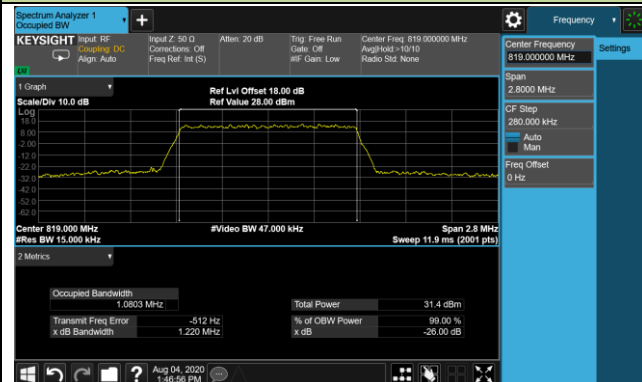 Spectrum Analyzer 1
Occupied BW
Frequency
KEYSIGHT Input: RF Input Z: 50 Ω Atten: 20 dB Trig: Free Run Center Freq: 819.000000 MHz
Coupling: DC Corrections: Off Gate: Off Avg|Hold:>10/10
Align: Auto Freq Ref: Int (S) #IF Gain: Low Radio Std: None
LXI
Center Frequency Settings
819.000000 MHz
Span
2.8000 MHz
CF Step
280.000 kHz
Auto
Man
Freq Offset
0 Hz
1 Graph Ref Lvl Offset 18.00 dB
Scale/Div 10.0 dB Ref Value 28.00 dBm
Log
18.0
8.00
-2.00
-12.0
-22.0
-32.0
-42.0
-52.0
-62.0
Center 819.000 MHz #Video BW 47.000 kHz Span 2.8 MHz
#Res BW 15.000 kHz Sweep 11.9 ms (2001 pts)
2 Metrics
Occupied Bandwidth
1.0803 MHz Total Power 31.4 dBm
Transmit Freq Error -512 Hz % of OBW Power 99.00 %
x dB Bandwidth 1.220 MHz x dB -26.00 dB
? Aug 04, 2020
1:46:56 PM